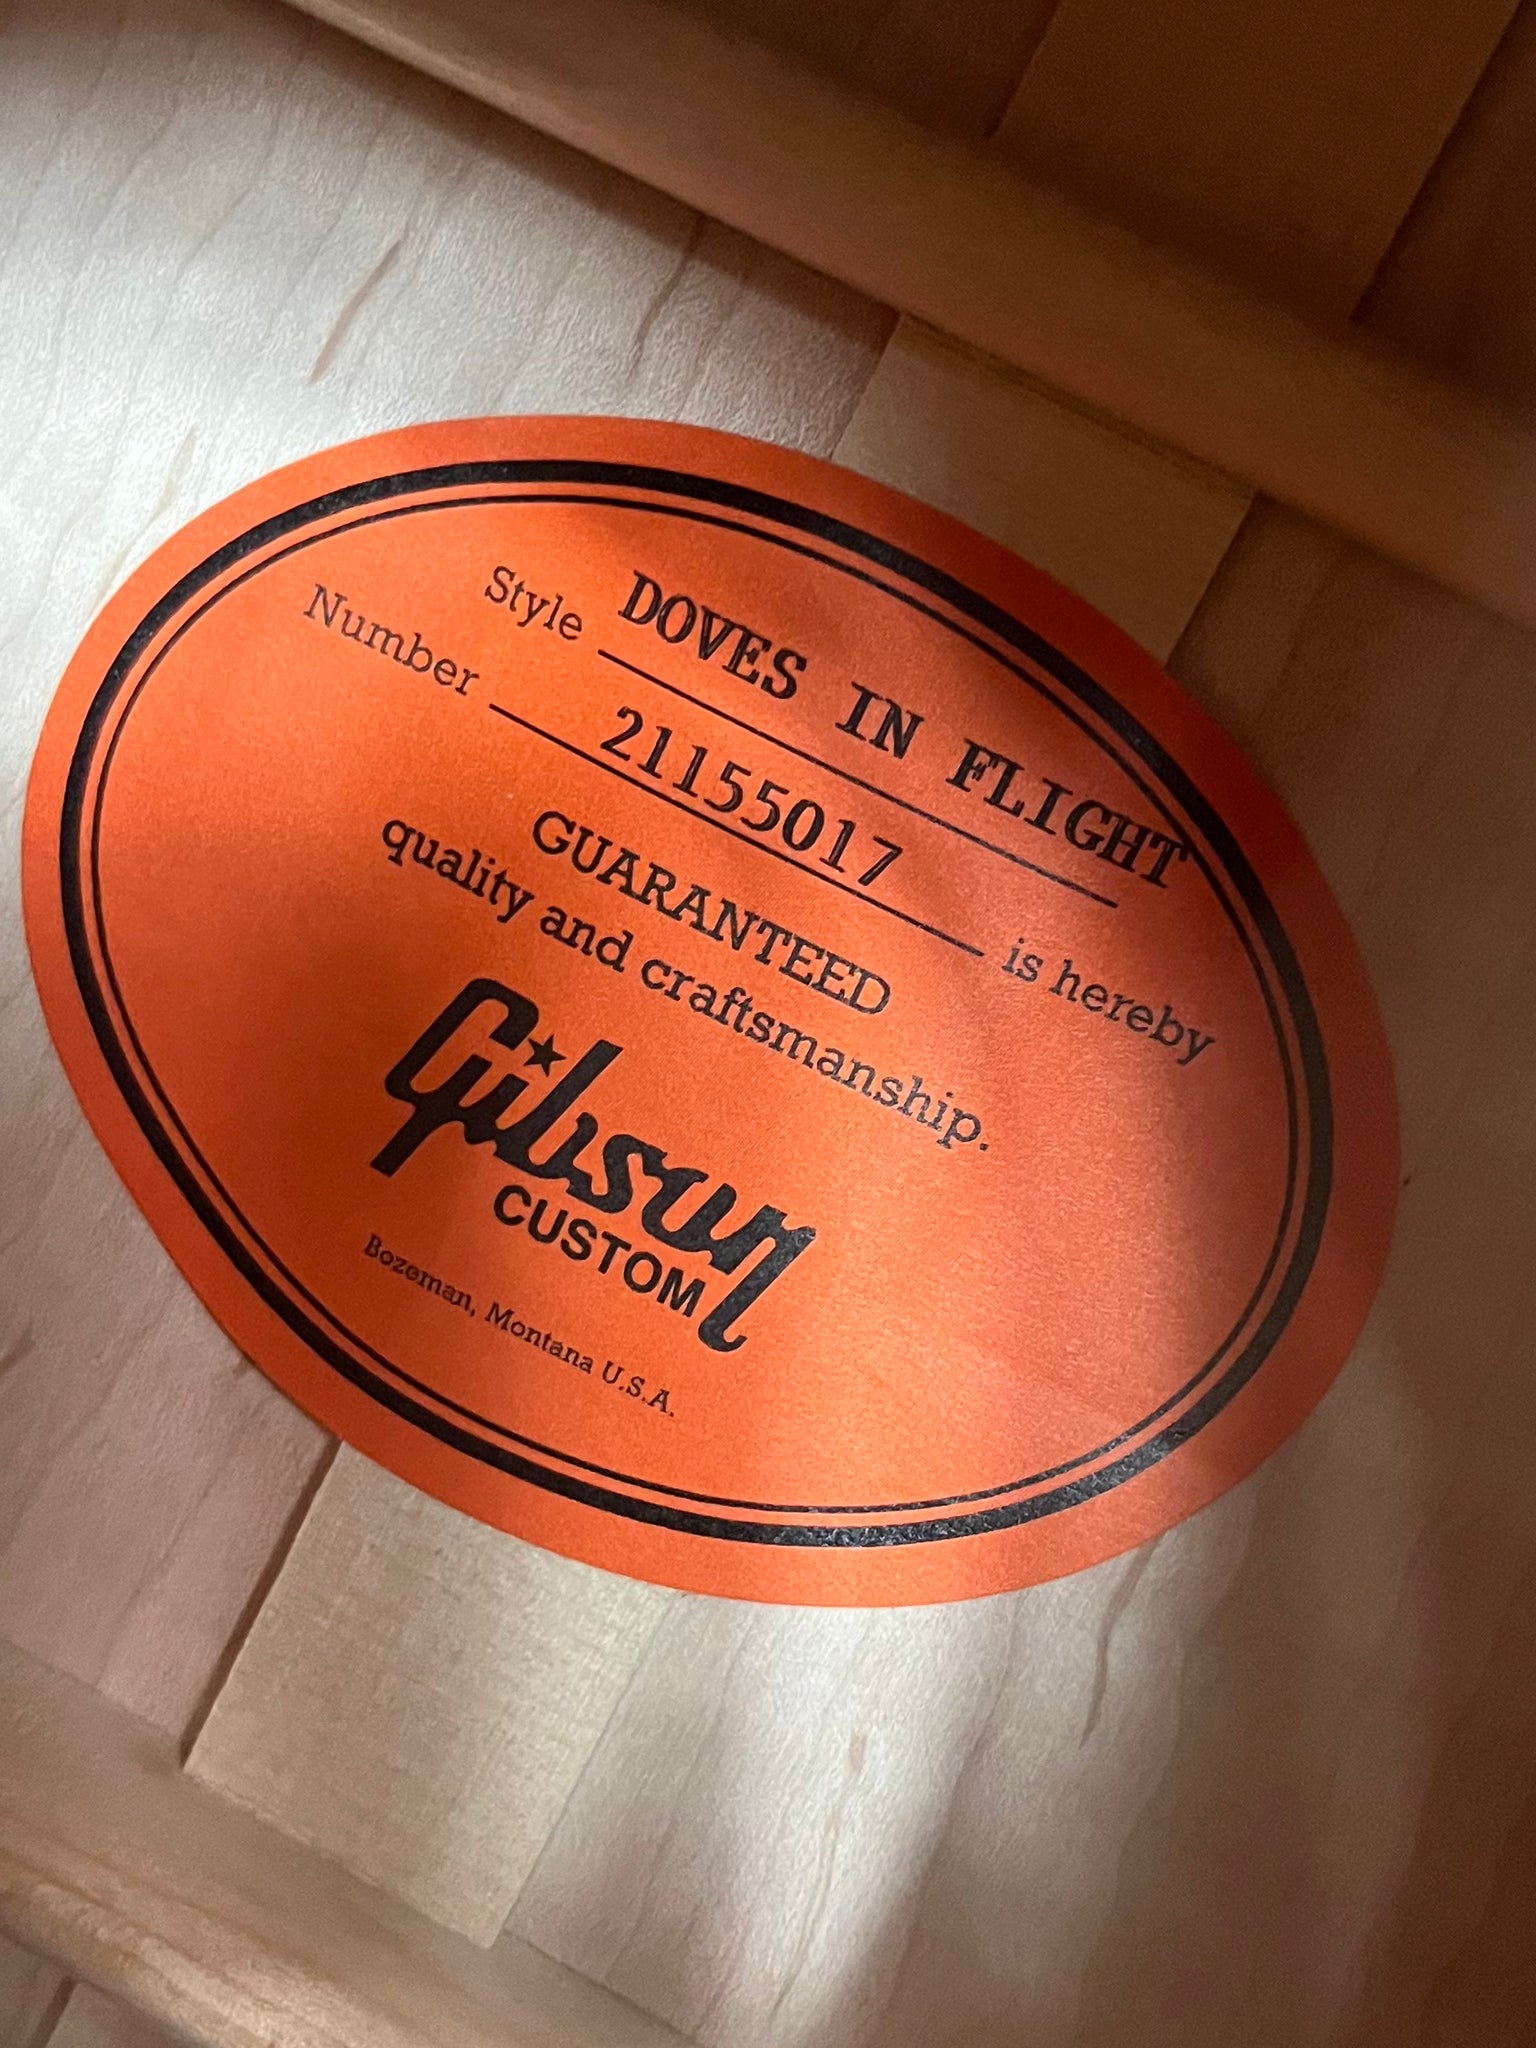 Style DOVES IN FLIGHT
Number 21155017 is hereby
GUARANTEED
quality and craftsmanship.
Gibson
CUSTOM
Bozeman, Montana U.S.A.